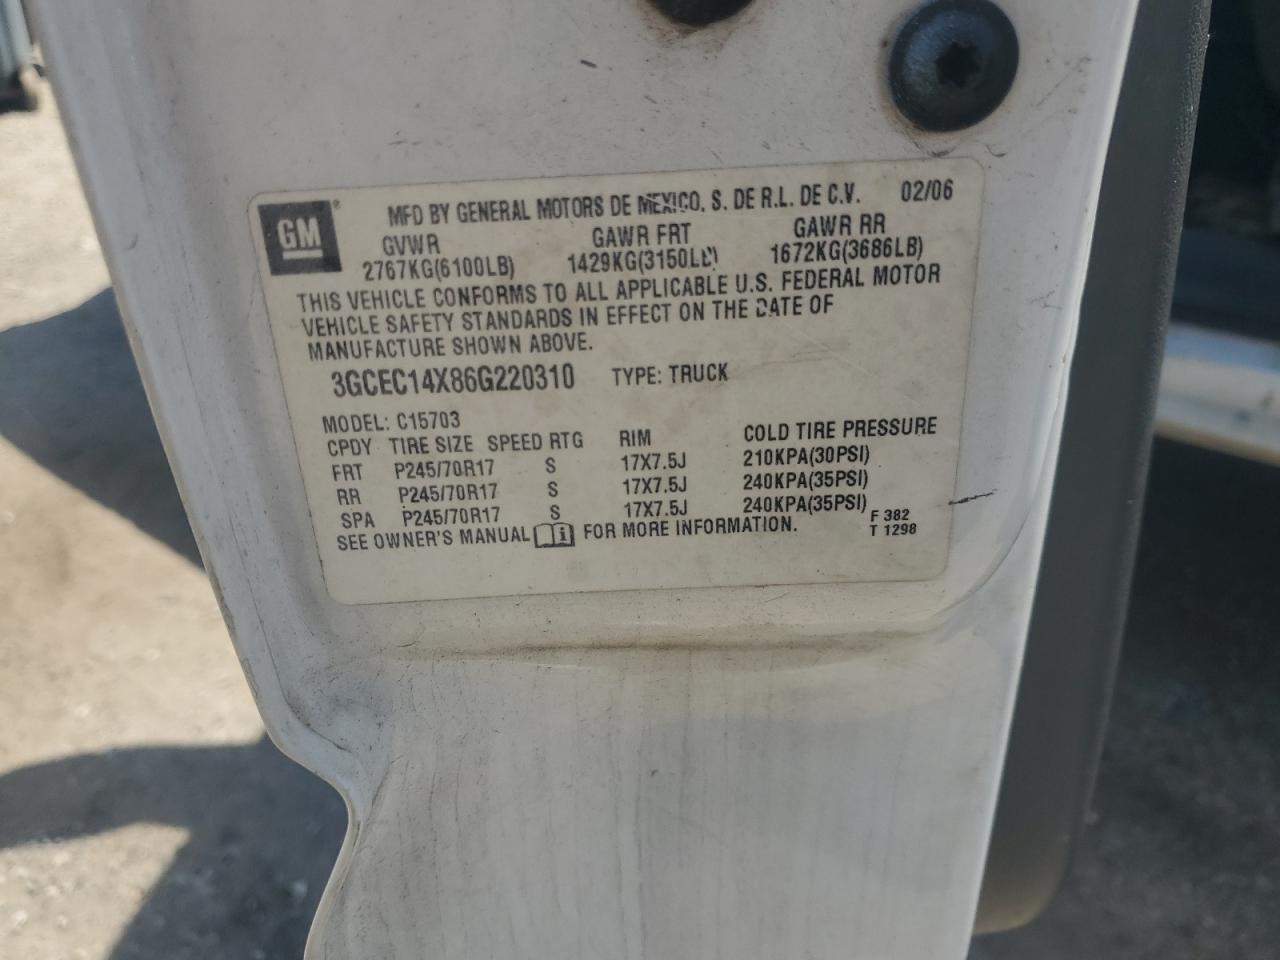 GM ® MFD BY GENERAL MOTORS DE MEXICO, S. DE R.L. DE C.V. 02/06
GVWR GAWR FRT GAWR RR
2767KG(6100LB) 1429KG(3150LB) 1672KG(3686LB)
THIS VEHICLE CONFORMS TO ALL APPLICABLE U.S. FEDERAL MOTOR
VEHICLE SAFETY STANDARDS IN EFFECT ON THE DATE OF
MANUFACTURE SHOWN ABOVE.
3GCEC14X86G220310 TYPE: TRUCK
MODEL: C15703
CPDY TIRE SIZE SPEED RTG RIM COLD TIRE PRESSURE
FRT P245/70R17 S 17X7.5J 210KPA(30PSI)
RR P245/70R17 S 17X7.5J 240KPA(35PSI)
SPA P245/70R17 S 17X7.5J 240KPA(35PSI)
SEE OWNER'S MANUAL i FOR MORE INFORMATION.
F 382
T 1298